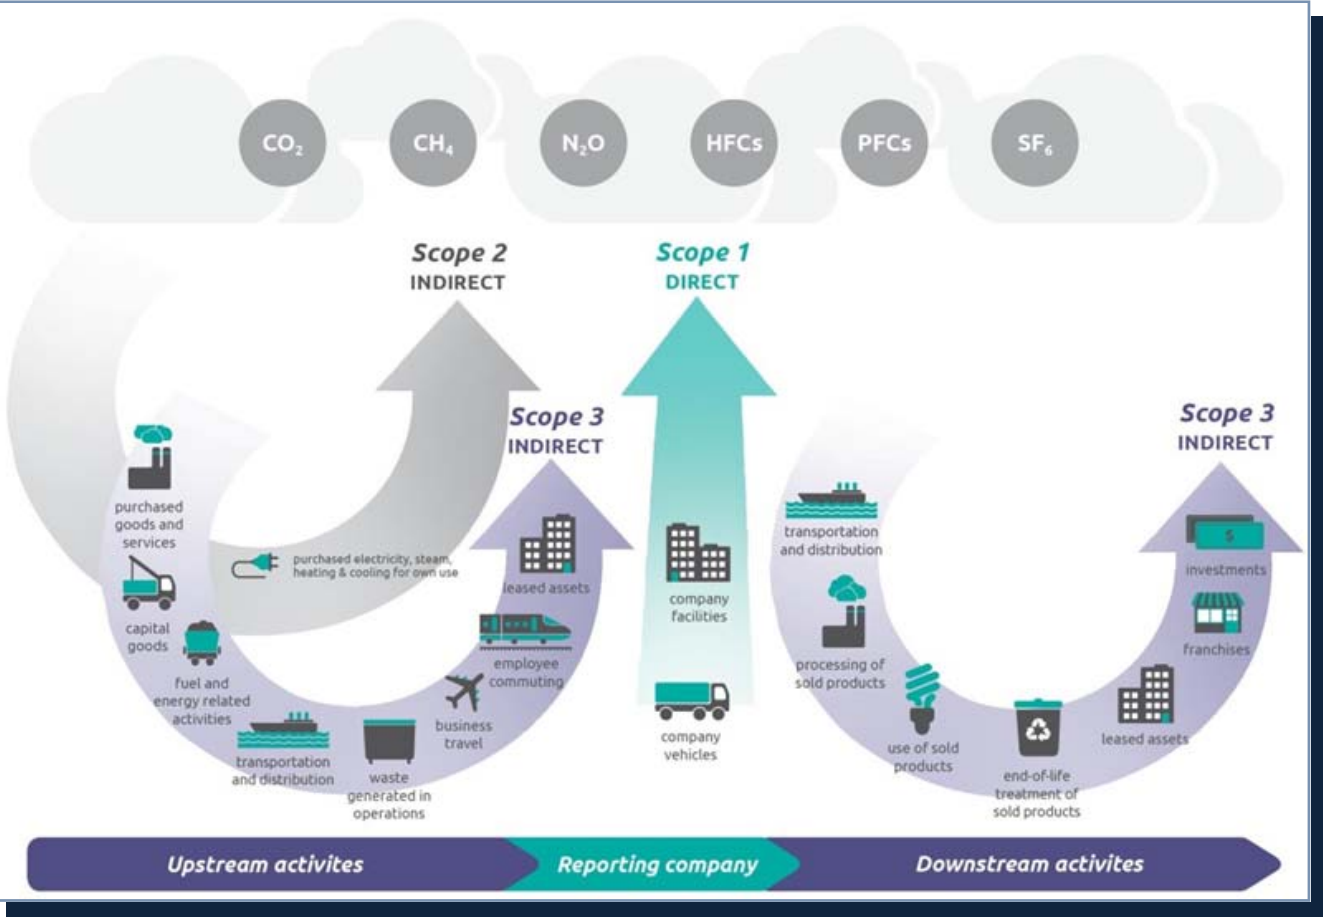 CO₂
CH₄
N₂O
HFCs
PFCs
SF₆
Scope 2
INDIRECT
Scope 1
DIRECT
Scope 3
INDIRECT
Scope 3
INDIRECT
purchased
goods and
services
capital
goods
fuel and
energy related
activities
transportation
and distribution
waste
generated in
operations
business
travel
employee
commuting
leased assets
purchased electricity, steam,
heating & cooling for own use
company
facilities
company
vehicles
transportation
and distribution
processing of
sold products
use of sold
products
end-of-life
treatment of
sold products
leased assets
franchises
$
investments
Upstream activites
Reporting company
Downstream activites